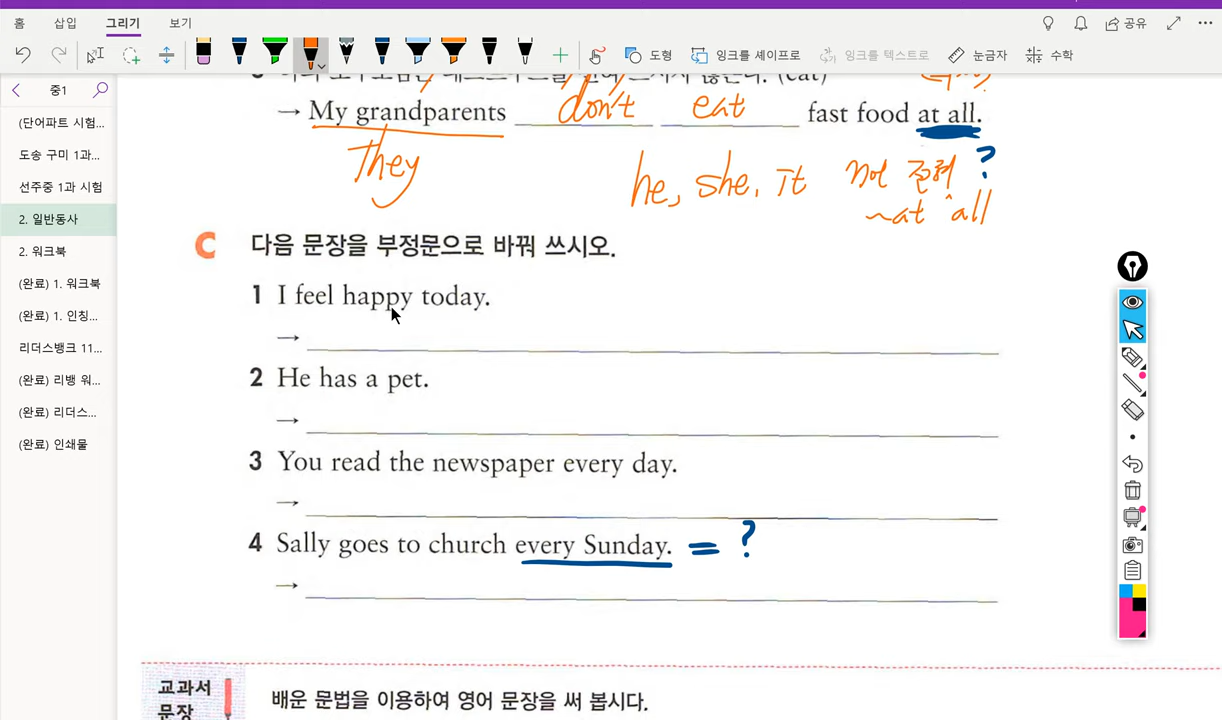 홈 삽입 그리기 보기
공유
도형 잉크를 셰이프로 잉크를 텍스트로 눈금자 수학
중1
(단어파트 시험...
도송 구미 1과...
선주중 1과 시험
2. 일반동사
2. 워크북
(완료) 1. 워크북
(완료) 1. 인칭...
리더스뱅크 11...
(완료) 리뱅 워...
(완료) 리더스...
(완료) 인쇄물
(eat)
→ My grandparents don't eat fast food at all.
They
he, she, it not 전혀 ?
~at all
C 다음 문장을 부정문으로 바꿔 쓰시오.
1 I feel happy today.
→
2 He has a pet.
→
3 You read the newspaper every day.
→
4 Sally goes to church every Sunday. = ?
→
교과서
문장
배운 문법을 이용하여 영어 문장을 써 봅시다.